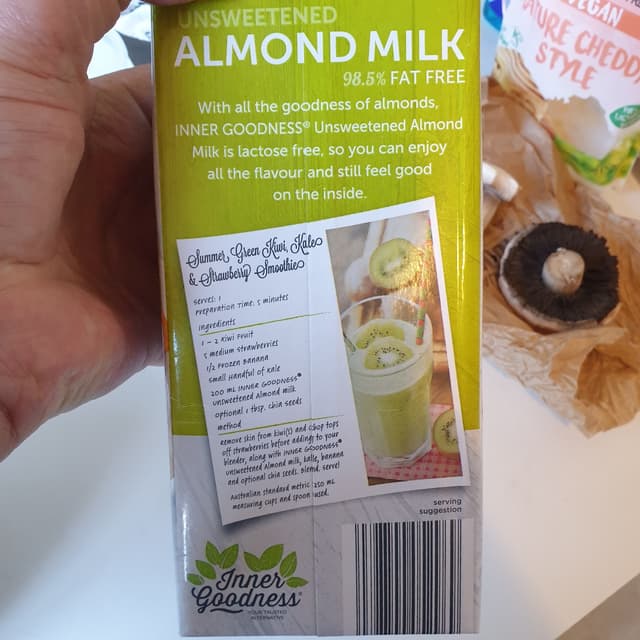 UNSWEETENED
ALMOND MILK
98.5% FAT FREE
With all the goodness of almonds,
INNER GOODNESS® Unsweetened Almond
Milk is lactose free, so you can enjoy
all the flavour and still feel good
on the inside.
Summer Green Kiwi, Kale
& Strawberry Smoothie
serves: 1
Preparation Time: 5 minutes
ingredients
1 - 2 Kiwi Fruit
5 medium strawberries
1/2 Frozen Banana
small Handful of Kale
200 mL INNER GOODNESS®
unsweetened Almond milk
optional 1 tbsp. chia seeds
method
Remove skin from kiwi(s) and chop tops
off strawberries before adding to your
blender, along with INNER GOODNESS®
unsweetened Almond milk, kale, banana
and optional chia seeds. Blend, serve!
Australian standard metric 250 mL
measuring cups and spoon used.
serving
suggestion
Inner
Goodness®
YOUR TRUSTED
ALTERNATIVE
VEGAN
MATURE CHEDD
STYLE